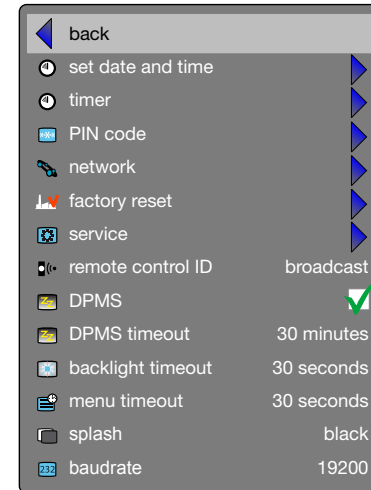 back
set date and time
timer
PIN code
network
factory reset
service
remote control ID broadcast
DPMS
DPMS timeout 30 minutes
backlight timeout 30 seconds
menu timeout 30 seconds
splash black
232 baudrate 19200